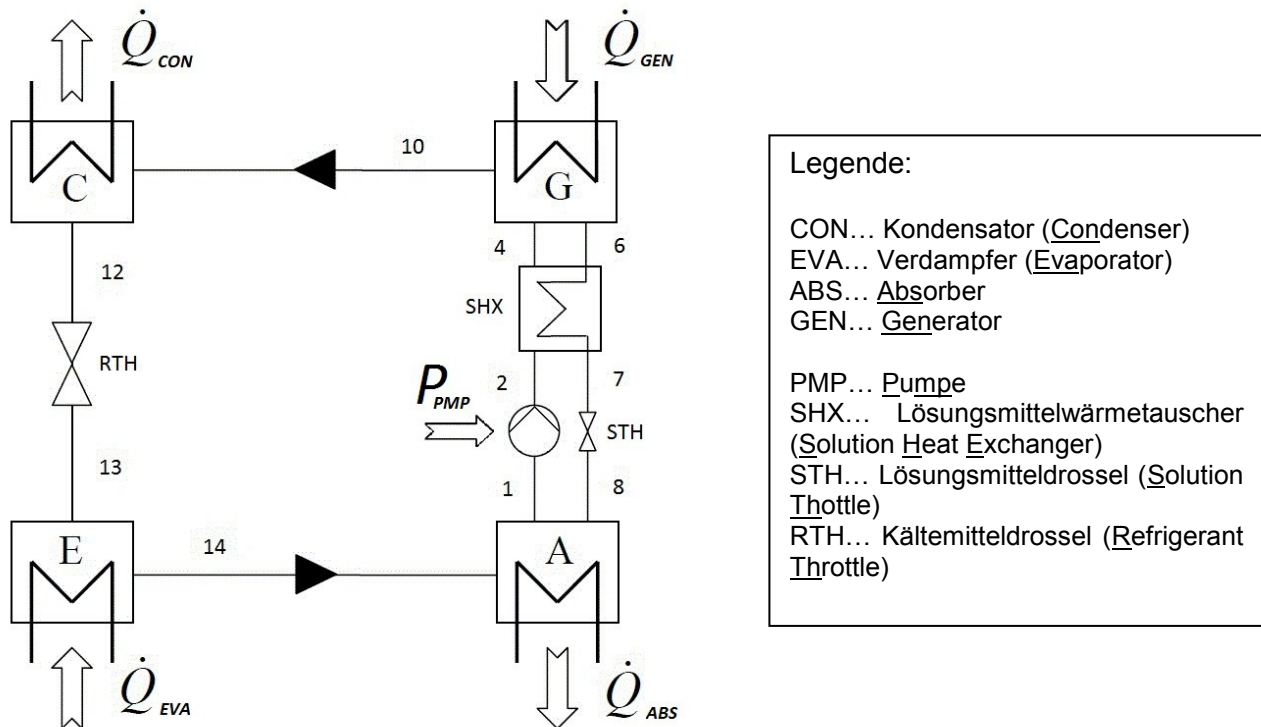 Q̇CON
Q̇GEN
10
C
G
4
6
12
SHX
RTH
2
7
PPMP
STH
13
1
8
E
14
A
Q̇EVA
Q̇ABS
Legende:
CON… Kondensator (Condenser)
EVA… Verdampfer (Evaporator)
ABS… Absorber
GEN… Generator
PMP… Pumpe
SHX… Lösungsmittelwärmetauscher
(Solution Heat Exchanger)
STH… Lösungsmitteldrossel (Solution
Thottle)
RTH… Kältemitteldrossel (Refrigerant
Throttle)